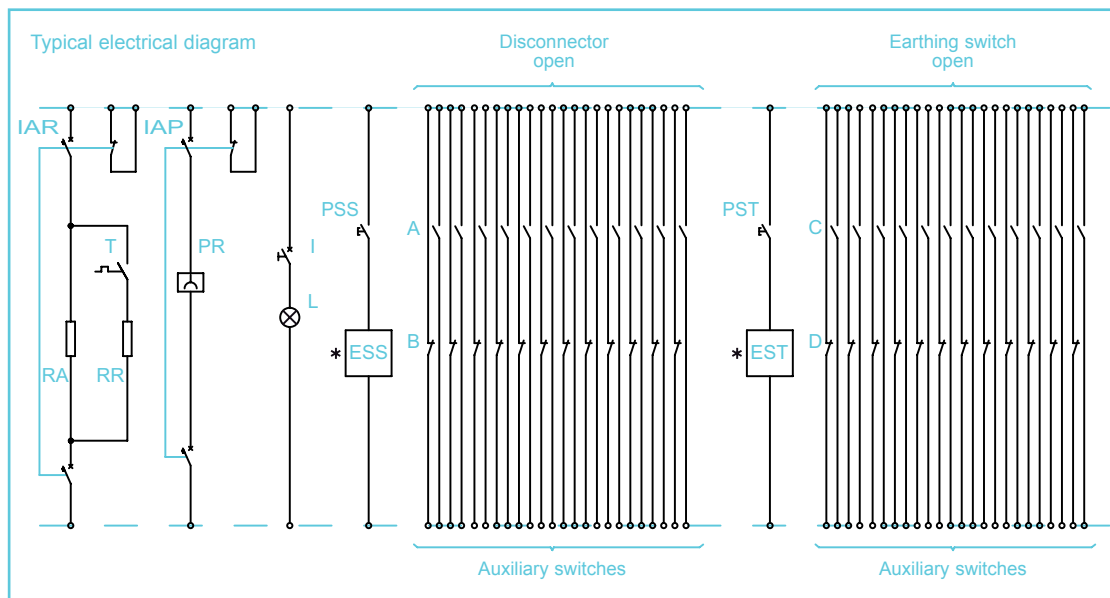 Typical electrical diagram
Disconnector
open
Earthing switch
open
IAR
IAP
PSS
A
PST
C
T
PR
I
L
B
* ESS
* EST
D
RA
RR
Auxiliary switches
Auxiliary switches